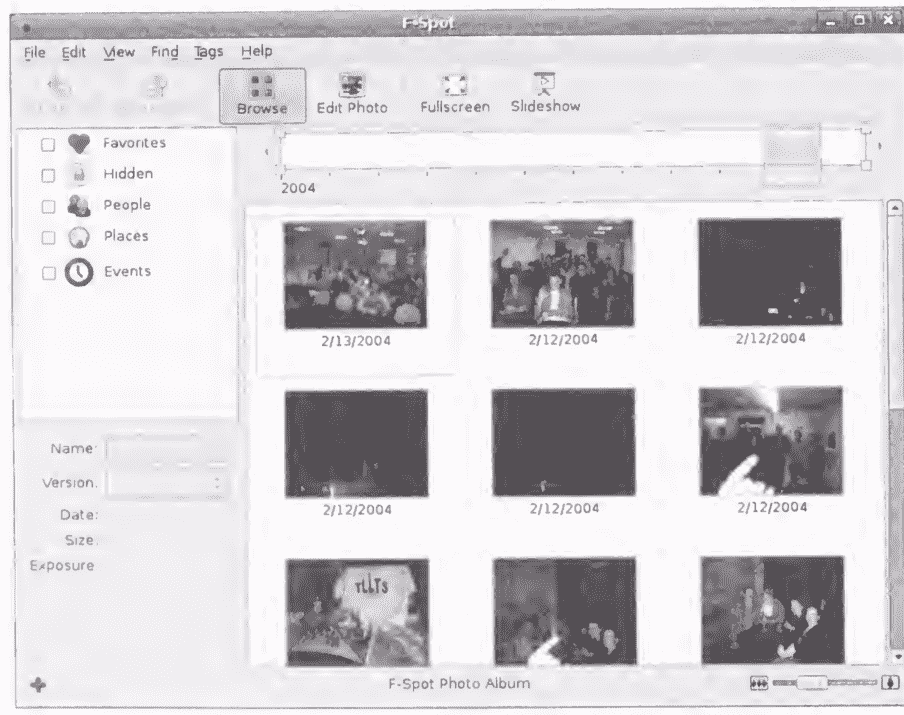 F-Spot
File Edit View Find Tags Help
Browse Edit Photo Fullscreen Slideshow
Favorites
Hidden
People
Places
Events
2004
2/13/2004 2/12/2004 2/12/2004
2/12/2004 2/12/2004 2/12/2004
Name:
Version:
Date:
Size:
Exposure
TLLTS
F-Spot Photo Album